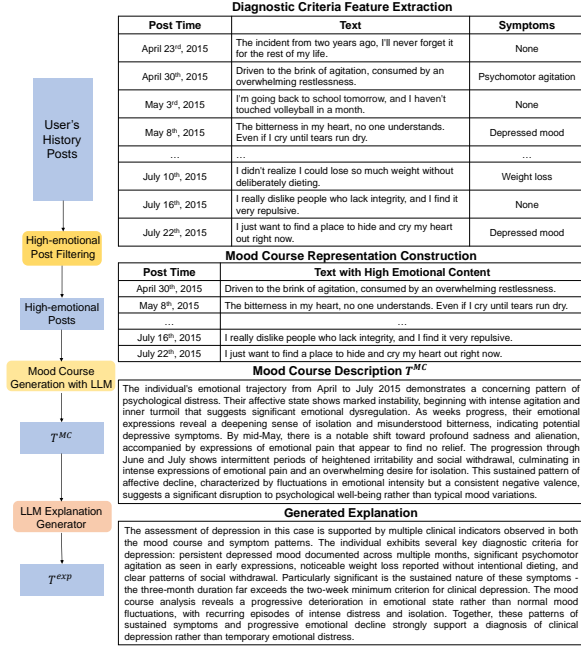 Diagnostic Criteria Feature Extraction
Post Time Text Symptoms
April 23rd, 2015 The incident from two years ago, I'll never forget it for the rest of my life. None
April 30th, 2015 Driven to the brink of agitation, consumed by an overwhelming restlessness. Psychomotor agitation
May 3rd, 2015 I'm going back to school tomorrow, and I haven't touched volleyball in a month. None
May 8th, 2015 The bitterness in my heart, no one understands. Even if I cry until tears run dry. Depressed mood
... ... ...
July 10th, 2015 I didn't realize I could lose so much weight without deliberately dieting. Weight loss
July 16th, 2015 I really dislike people who lack integrity, and I find it very repulsive. None
July 22th, 2015 I just want to find a place to hide and cry my heart out right now. Depressed mood
User's
History
Posts
High-emotional
Post Filtering
High-emotional
Posts
Mood Course
Generation with LLM
T^MC
LLM Explanation
Generator
T^exp
Mood Course Representation Construction
Post Time Text with High Emotional Content
April 30th, 2015 Driven to the brink of agitation, consumed by an overwhelming restlessness.
May 8th, 2015 The bitterness in my heart, no one understands. Even if I cry until tears run dry.
... ...
July 16th, 2015 I really dislike people who lack integrity, and I find it very repulsive.
July 22th, 2015 I just want to find a place to hide and cry my heart out right now.
Mood Course Description T^MC
The individual's emotional trajectory from April to July 2015 demonstrates a concerning pattern of
psychological distress. Their affective state shows marked instability, beginning with intense agitation and
inner turmoil that suggests significant emotional dysregulation. As weeks progress, their emotional
expressions reveal a deepening sense of isolation and misunderstood bitterness, indicating potential
depressive symptoms. By mid-May, there is a notable shift toward profound sadness and alienation,
accompanied by expressions of emotional pain that appear to find no relief. The progression through
June and July shows intermittent periods of heightened irritability and social withdrawal, culminating in
intense expressions of emotional pain and an overwhelming desire for isolation. This sustained pattern of
affective decline, characterized by fluctuations in emotional intensity but a consistent negative valence,
suggests a significant disruption to psychological well-being rather than typical mood variations.
Generated Explanation
The assessment of depression in this case is supported by multiple clinical indicators observed in both
the mood course and symptom patterns. The individual exhibits several key diagnostic criteria for
depression: persistent depressed mood documented across multiple months, significant psychomotor
agitation as seen in early expressions, noticeable weight loss reported without intentional dieting, and
clear patterns of social withdrawal. Particularly significant is the sustained nature of these symptoms -
the three-month duration far exceeds the two-week minimum criterion for clinical depression. The mood
course analysis reveals a progressive deterioration in emotional state rather than normal mood
fluctuations, with recurring episodes of intense distress and isolation. Together, these patterns of
sustained symptoms and progressive emotional decline strongly support a diagnosis of clinical
depression rather than temporary emotional distress.